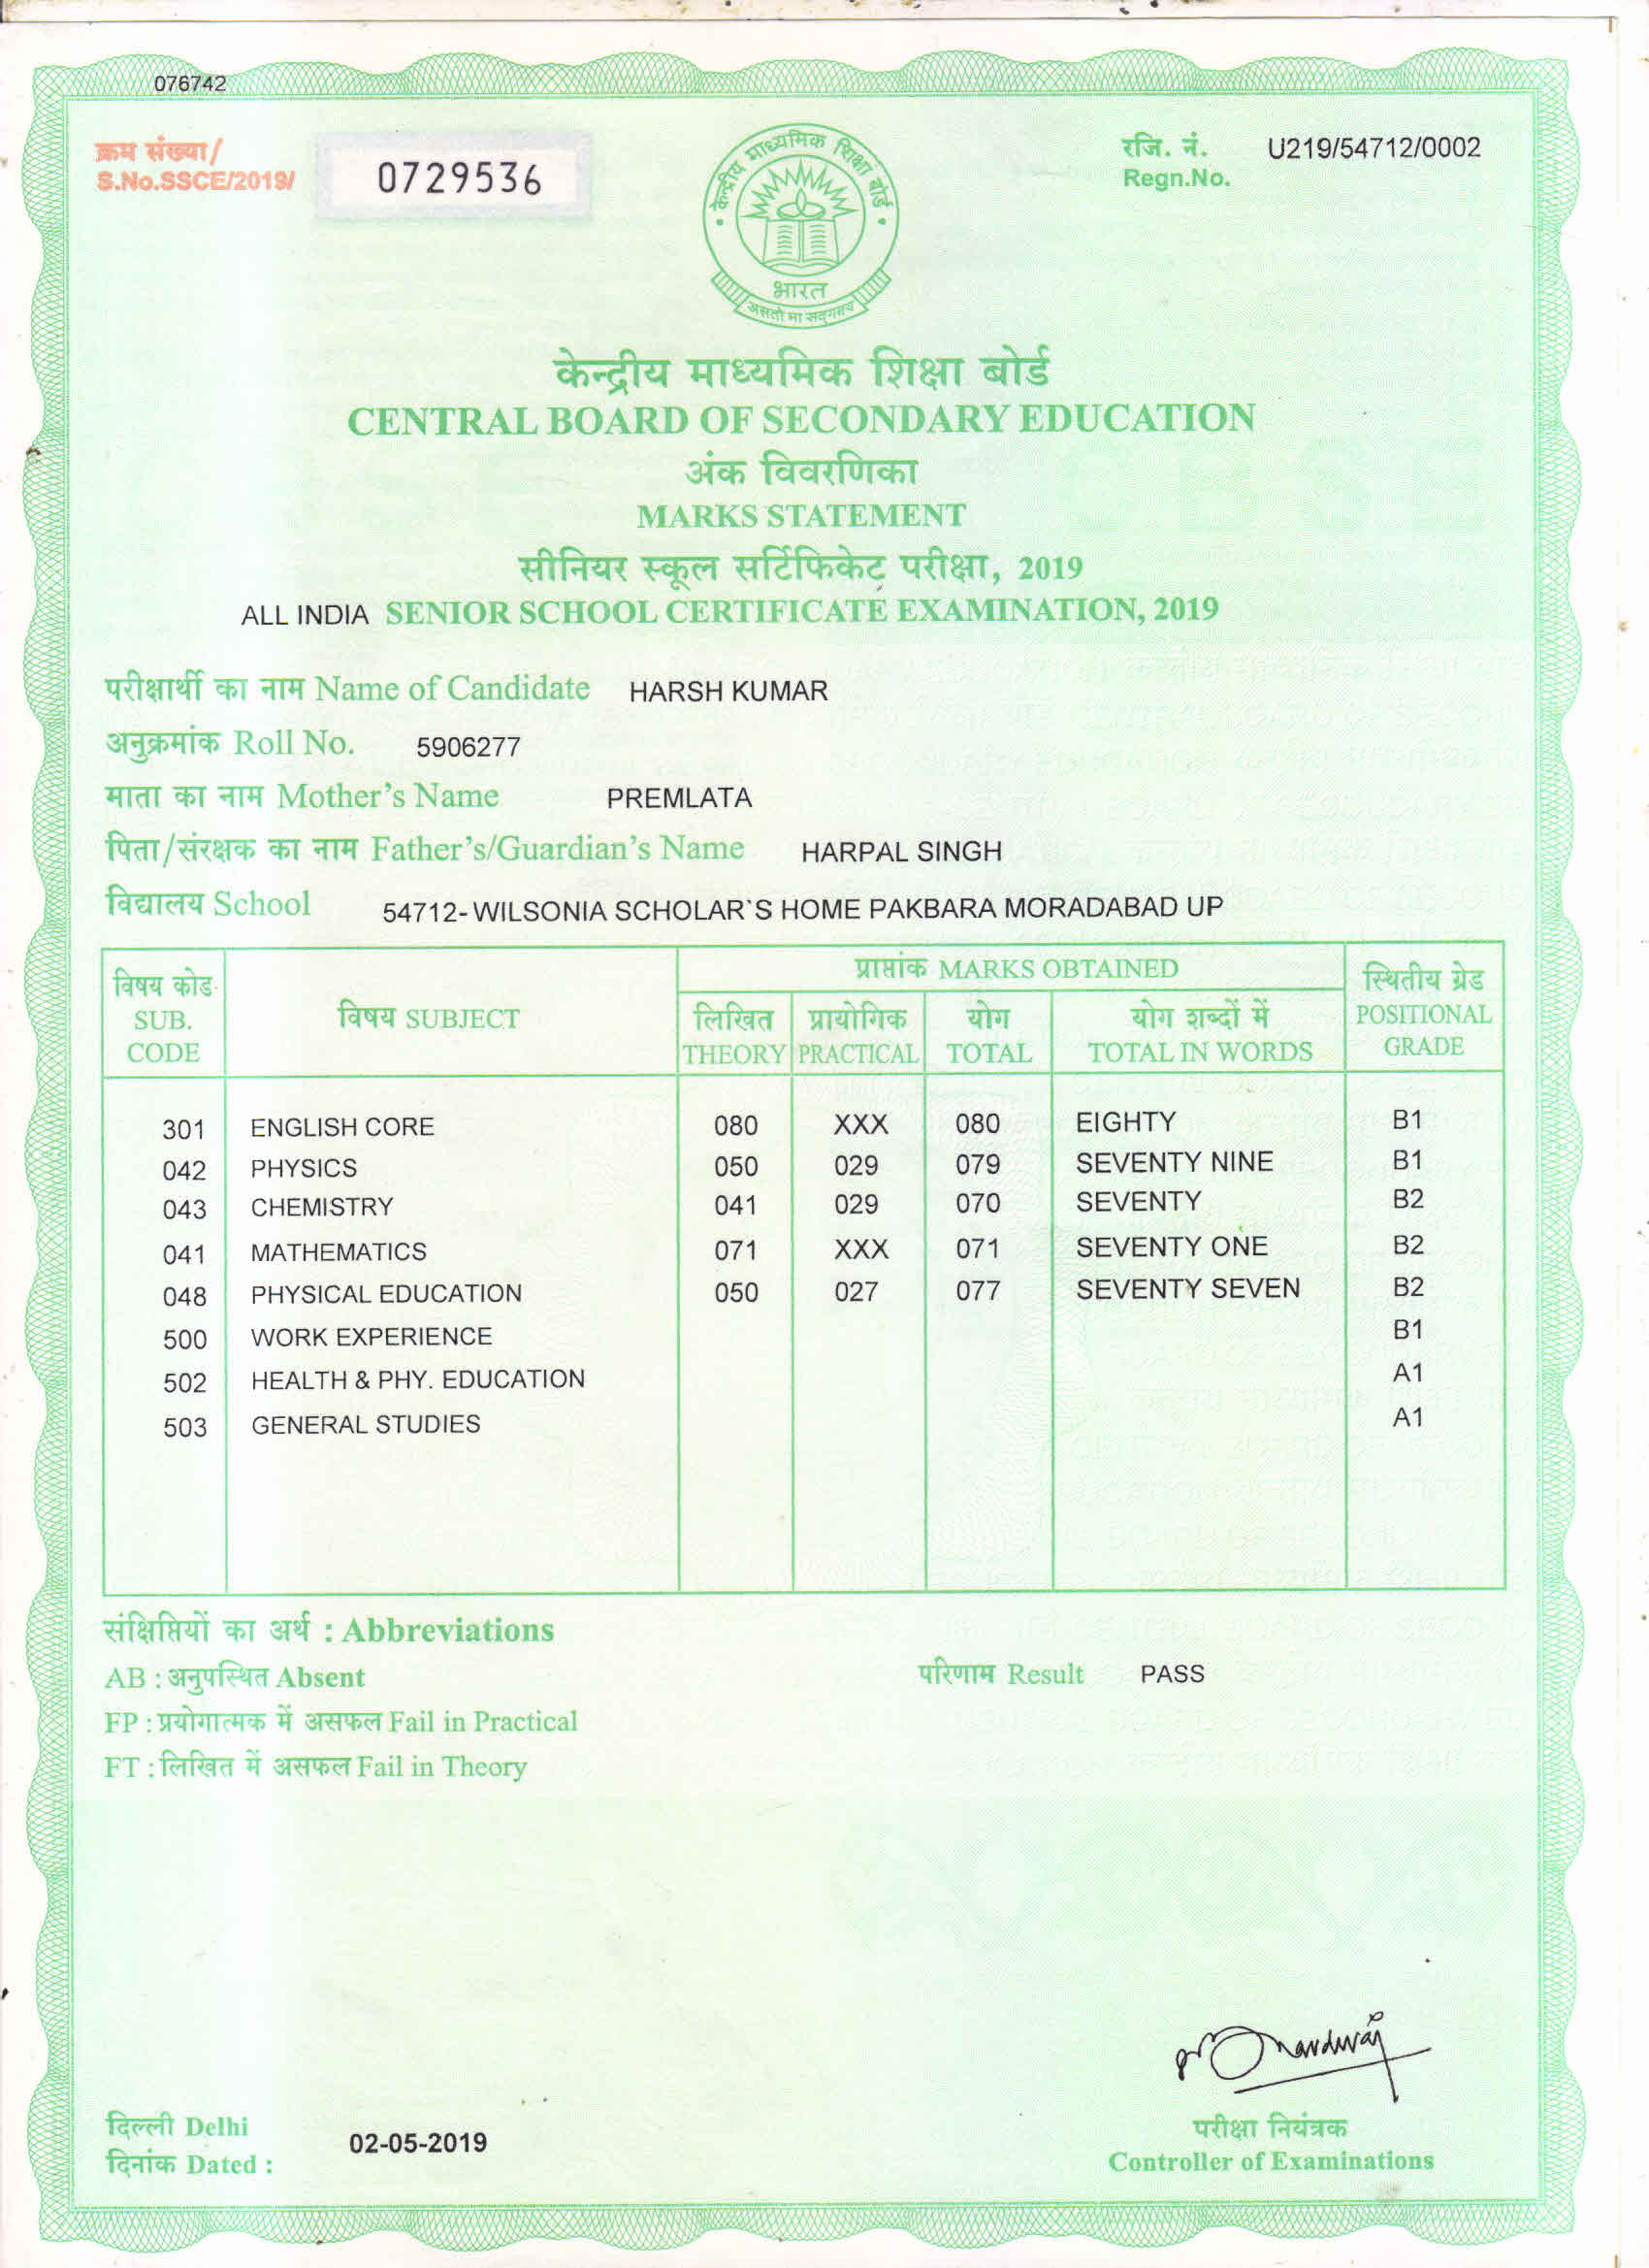 076742
क्रम संख्या/
S.No.SSCE/2019/
0729536
केन्द्रीय माध्यमिक शिक्षा बोर्ड
भारत
असतो मा सद्गमय
रजि. नं.
Regn.No.
U219/54712/0002
केन्द्रीय माध्यमिक शिक्षा बोर्ड
CENTRAL BOARD OF SECONDARY EDUCATION
अंक विवरणिका
MARKS STATEMENT
सीनियर स्कूल सर्टिफिकेट परीक्षा, 2019
ALL INDIA SENIOR SCHOOL CERTIFICATE EXAMINATION, 2019
परीक्षार्थी का नाम Name of Candidate HARSH KUMAR
अनुक्रमांक Roll No. 5906277
माता का नाम Mother's Name PREMLATA
पिता/संरक्षक का नाम Father's/Guardian's Name HARPAL SINGH
विद्यालय School 54712- WILSONIA SCHOLAR`S HOME PAKBARA MORADABAD UP
विषय कोड
SUB.
CODE
विषय SUBJECT
प्राप्तांक MARKS OBTAINED
लिखित
THEORY
प्रायोगिक
PRACTICAL
योग
TOTAL
योग शब्दों में
TOTAL IN WORDS
स्थितीय ग्रेड
POSITIONAL
GRADE
301 ENGLISH CORE 080 XXX 080 EIGHTY B1
042 PHYSICS 050 029 079 SEVENTY NINE B1
043 CHEMISTRY 041 029 070 SEVENTY B2
041 MATHEMATICS 071 XXX 071 SEVENTY ONE B2
048 PHYSICAL EDUCATION 050 027 077 SEVENTY SEVEN B2
500 WORK EXPERIENCE B1
502 HEALTH & PHY. EDUCATION A1
503 GENERAL STUDIES A1
संक्षिप्तियों का अर्थ : Abbreviations
AB : अनुपस्थित Absent
परिणाम Result PASS
FP : प्रयोगात्मक में असफल Fail in Practical
FT : लिखित में असफल Fail in Theory
दिल्ली Delhi
दिनांक Dated : 02-05-2019
परीक्षा नियंत्रक
Controller of Examinations